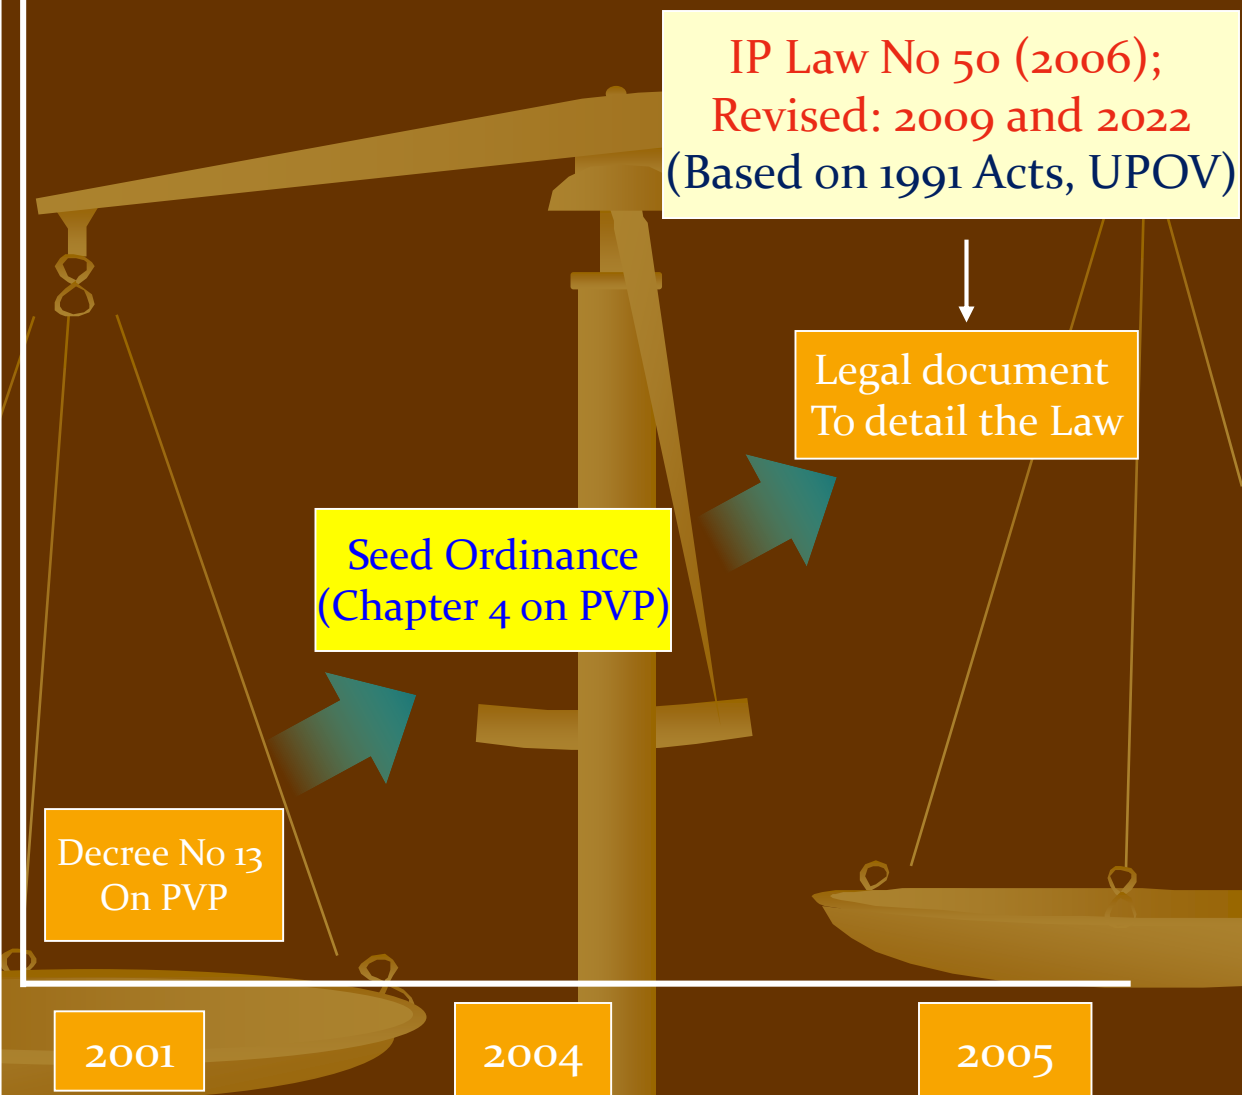 IP Law No 50 (2006);
Revised: 2009 and 2022
(Based on 1991 Acts, UPOV)
Legal document
To detail the Law
Seed Ordinance
(Chapter 4 on PVP)
Decree No 13
On PVP
2001
2004
2005